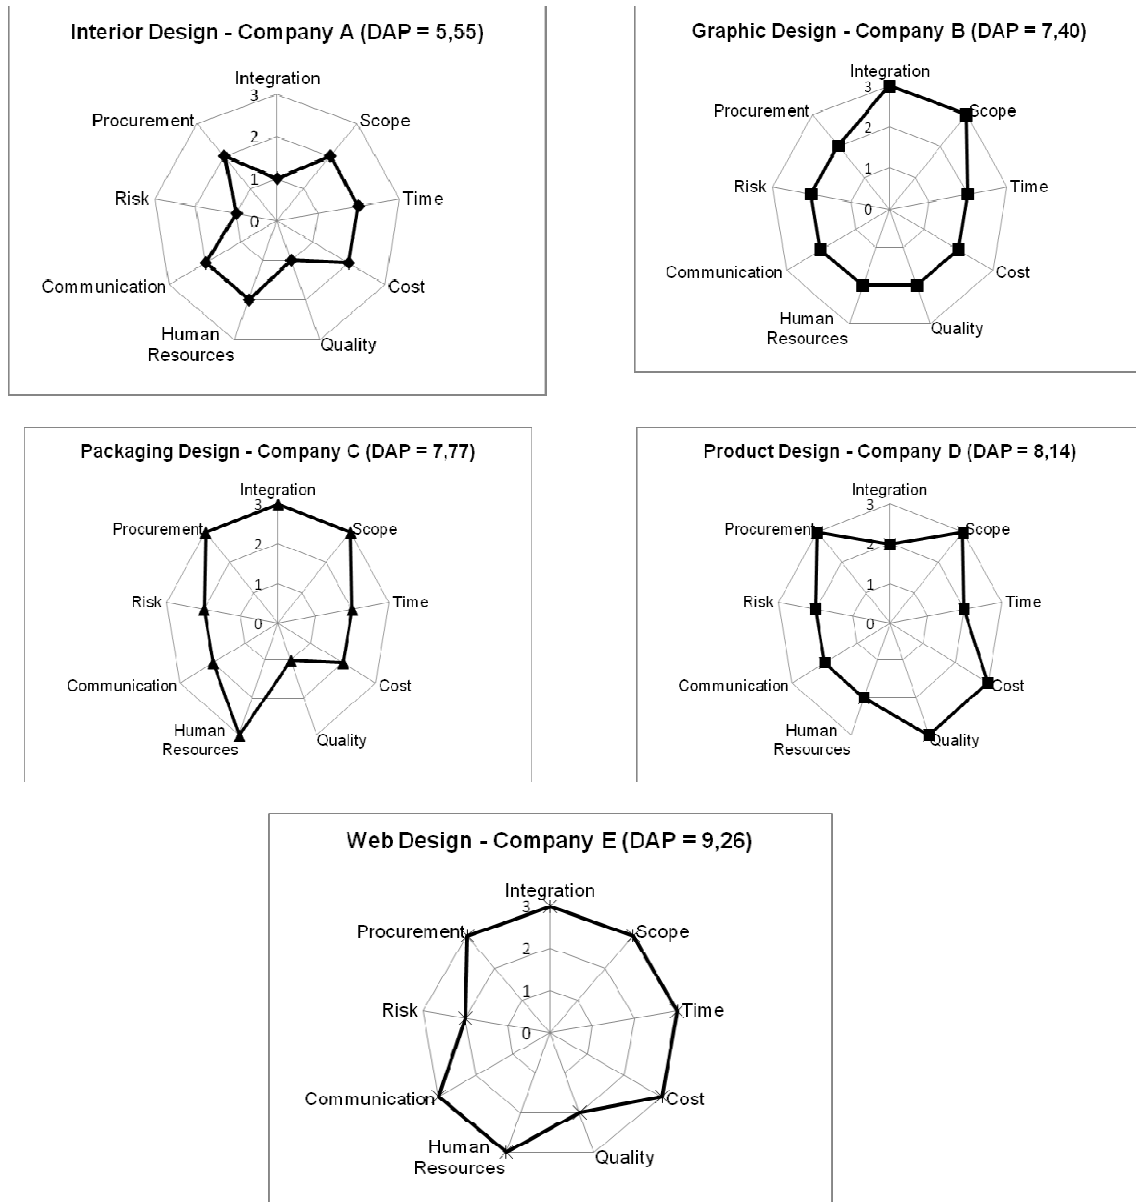 Interior Design - Company A (DAP = 5,55)
Integration
3
Procurement
Scope
2
1
Risk
Time
0
Communication
Cost
Human
Resources
Quality
Graphic Design - Company B (DAP = 7,40)
Integration
3
Scope
2
1
Risk
Time
0
Communication
Cost
Human
Resources
Quality
Procurement
Packaging Design - Company C (DAP = 7,77)
Integration
3
Procurement
Scope
2
1
Risk
Time
0
Communication
Cost
Human
Resources
Quality
Product Design - Company D (DAP = 8,14)
Integration
3
Procurement
Scope
2
1
Risk
Time
0
Communication
Cost
Human
Resources
Quality
Web Design - Company E (DAP = 9,26)
Integration
3
Procurement
Scope
2
1
Risk
Time
0
Communication
Cost
Human
Resources
Quality